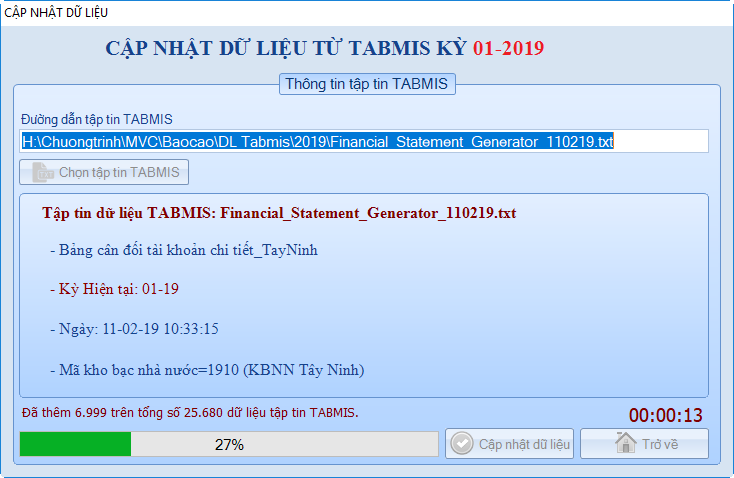 CẬP NHẬT DỮ LIỆU
CẬP NHẬT DỮ LIỆU TỪ TABMIS KỲ 01-2019
Thông tin tập tin TABMIS
Đường dẫn tập tin TABMIS
H:\Chuongtrinh\MVC\Baocao\DL Tabmis\2019\Financial_Statement_Generator_110219.txt
Chọn tập tin TABMIS
Tập tin dữ liệu TABMIS: Financial_Statement_Generator_110219.txt
- Bảng cân đối tài khoản chi tiết_TayNinh
- Kỳ Hiện tại: 01-19
- Ngày: 11-02-19 10:33:15
- Mã kho bạc nhà nước=1910 (KBNN Tây Ninh)
Đã thêm 6.999 trên tổng số 25.680 dữ liệu tập tin TABMIS.
00:00:13
27%
Cập nhật dữ liệu
Trở về